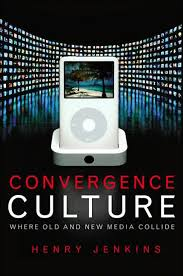 CONVERGENCE
CULTURE
WHERE OLD AND NEW MEDIA COLLIDE
HENRY JENKINS